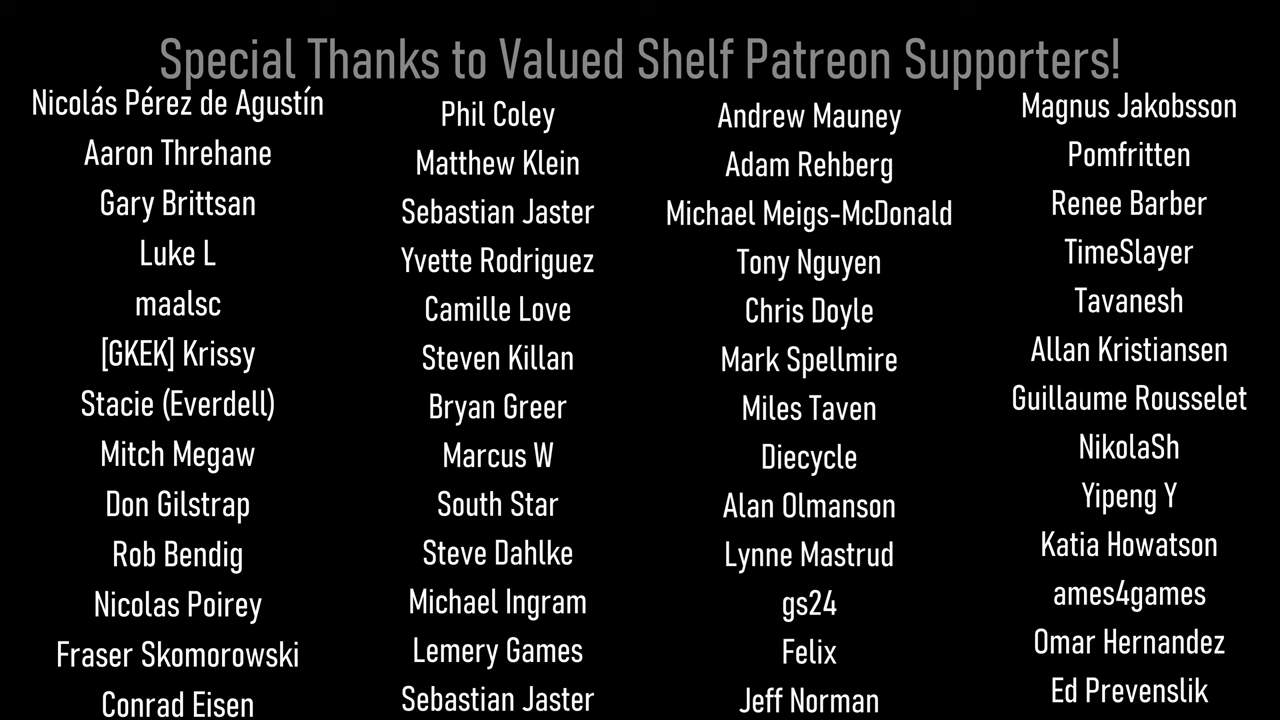 Special Thanks to Valued Shelf Patreon Supporters!
Nicolás Pérez de Agustín
Aaron Threhane
Gary Brittsan
Luke L
maalsc
[GKEK] Krissy
Stacie (Everdell)
Mitch Megaw
Don Gilstrap
Rob Bendig
Nicolas Poirey
Fraser Skomorowski
Conrad Eisen
Phil Coley
Matthew Klein
Sebastian Jaster
Yvette Rodriguez
Camille Love
Steven Killan
Bryan Greer
Marcus W
South Star
Steve Dahlke
Michael Ingram
Lemery Games
Sebastian Jaster
Andrew Mauney
Adam Rehberg
Michael Meigs-McDonald
Tony Nguyen
Chris Doyle
Mark Spellmire
Miles Taven
Diecycle
Alan Olmanson
Lynne Mastrud
gs24
Felix
Jeff Norman
Magnus Jakobsson
Pomfritten
Renee Barber
TimeSlayer
Tavanesh
Allan Kristiansen
Guillaume Rousselet
NikolaSh
Yipeng Y
Katia Howatson
ames4games
Omar Hernandez
Ed Prevenslik